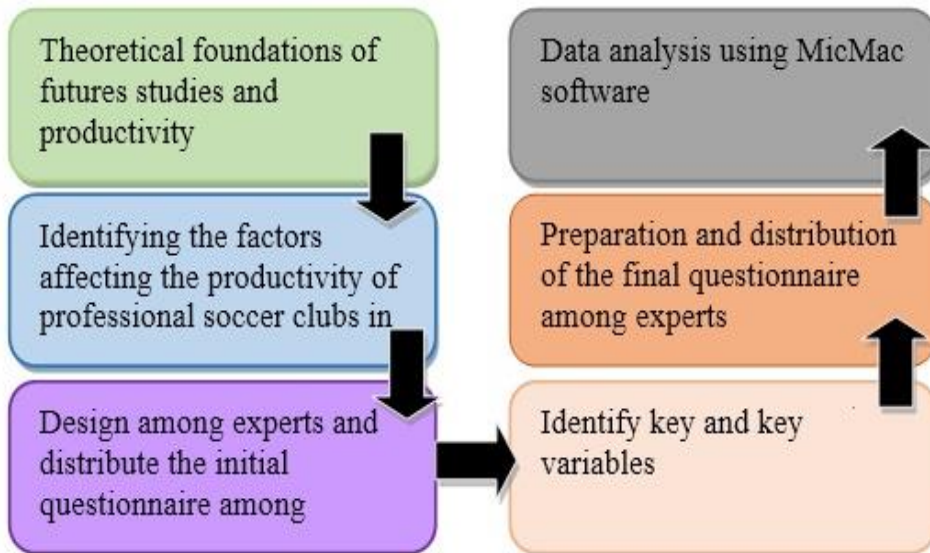 Theoretical foundations of
futures studies and
productivity
Identifying the factors
affecting the productivity of
professional soccer clubs in
Design among experts and
distribute the initial
questionnaire among
Identify key and key
variables
Preparation and distribution
of the final questionnaire
among experts
Data analysis using MicMac
software